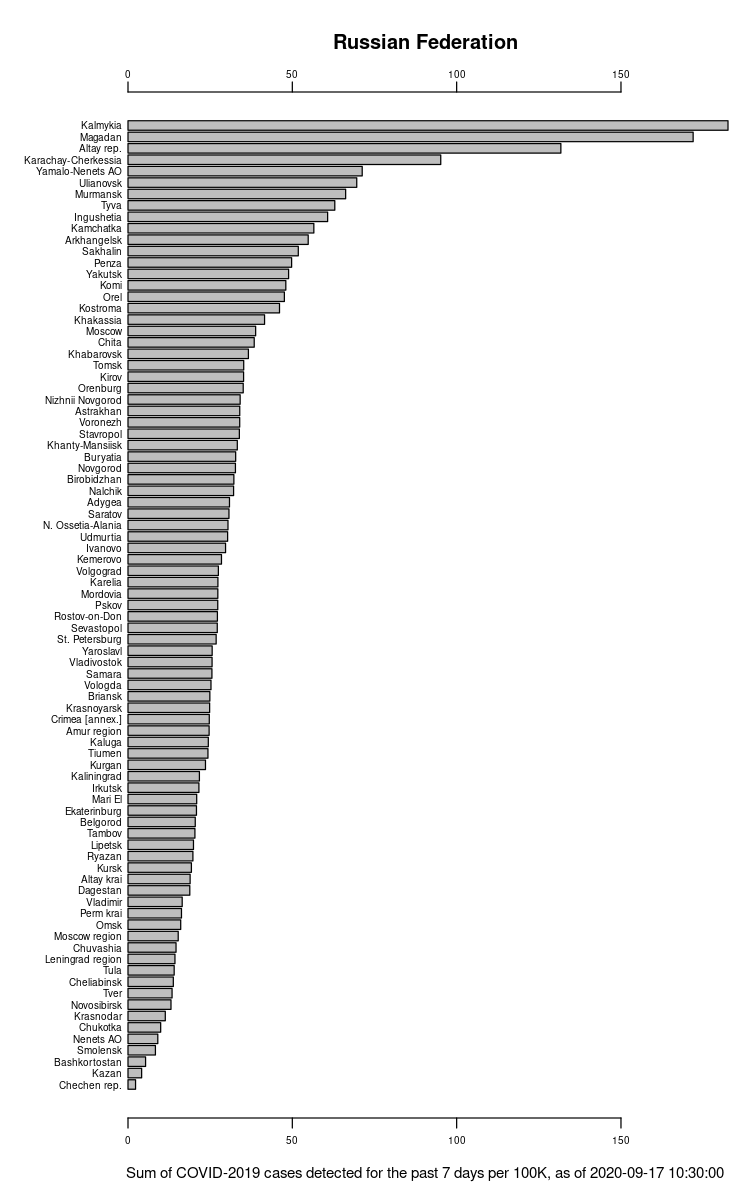 Russian Federation
0 50 100 150
Kalmykia
Magadan
Altay rep.
Karachay-Cherkessia
Yamalo-Nenets AO
Ulianovsk
Murmansk
Tyva
Ingushetia
Kamchatka
Arkhangelsk
Sakhalin
Penza
Yakutsk
Komi
Orel
Kostroma
Khakassia
Moscow
Chita
Khabarovsk
Tomsk
Kirov
Orenburg
Nizhnii Novgorod
Astrakhan
Voronezh
Stavropol
Khanty-Mansiisk
Buryatia
Novgorod
Birobidzhan
Nalchik
Adygea
Saratov
N. Ossetia-Alania
Udmurtia
Ivanovo
Kemerovo
Volgograd
Karelia
Mordovia
Pskov
Rostov-on-Don
Sevastopol
St. Petersburg
Yaroslavl
Vladivostok
Samara
Vologda
Briansk
Krasnoyarsk
Crimea [annex.]
Amur region
Kaluga
Tiumen
Kurgan
Kaliningrad
Irkutsk
Mari El
Ekaterinburg
Belgorod
Tambov
Lipetsk
Ryazan
Kursk
Altay krai
Dagestan
Vladimir
Perm krai
Omsk
Moscow region
Chuvashia
Leningrad region
Tula
Cheliabinsk
Tver
Novosibirsk
Krasnodar
Chukotka
Nenets AO
Smolensk
Bashkortostan
Kazan
Chechen rep.
0 50 100 150
Sum of COVID-2019 cases detected for the past 7 days per 100K, as of 2020-09-17 10:30:00